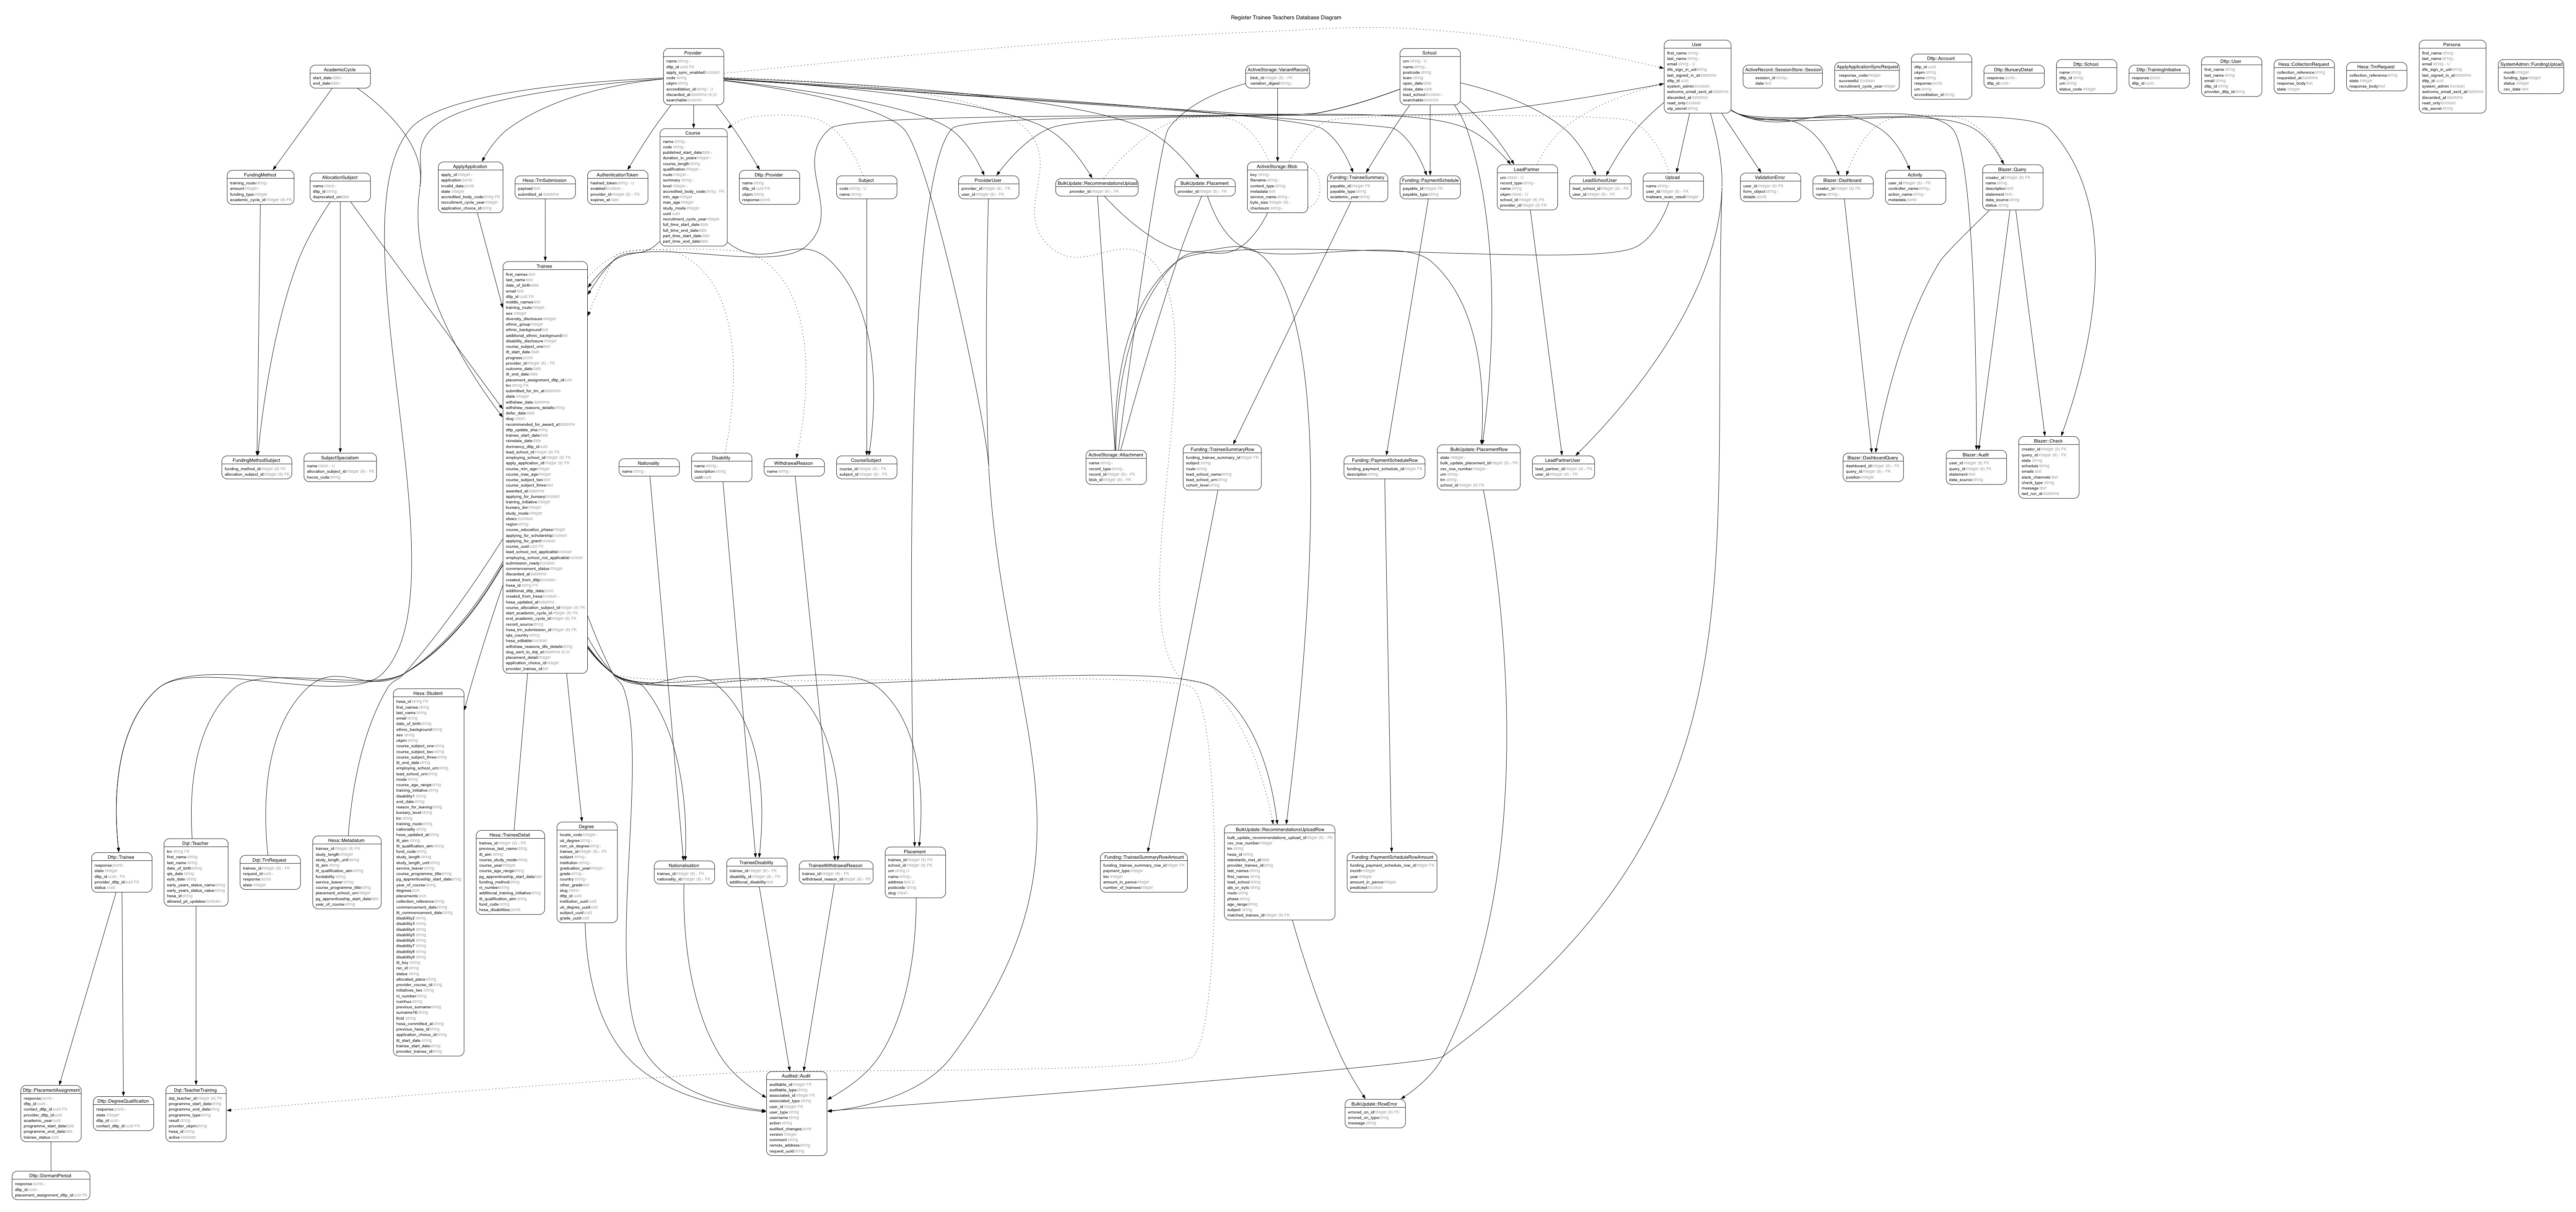 Register Trainee Teachers Database Diagram
Provider
name string ∗
dttp_id uuid FK
apply_sync_enabled boolean
code string
ukprn string
accreditation_id string ∗ U
discarded_at datetime (6,0)
searchable tsvector
School
urn string ∗ U
name string ∗
postcode string
town string
open_date date
close_date date
lead_school boolean ∗
searchable tsvector
User
first_name string ∗
last_name string ∗
email string ∗ U
dfe_sign_in_uid string
last_signed_in_at datetime
dttp_id uuid
system_admin boolean
welcome_email_sent_at datetime
discarded_at datetime
read_only boolean
otp_secret string
Persona
first_name string ∗
last_name string ∗
email string ∗ U
dfe_sign_in_uid string
last_signed_in_at datetime
dttp_id uuid
system_admin boolean
welcome_email_sent_at datetime
discarded_at datetime
read_only boolean
otp_secret string
AcademicCycle
start_date date ∗
end_date date ∗
ActiveStorage::VariantRecord
blob_id integer (8) ∗ FK
variation_digest string ∗
ActiveRecord::SessionStore::Session
session_id string ∗
data text
ApplyApplicationSyncRequest
response_code integer
successful boolean
recruitment_cycle_year integer
Dttp::Account
dttp_id uuid
ukprn string
name string
response jsonb
urn string
accreditation_id string
Dttp::BursaryDetail
response jsonb ∗
dttp_id uuid ∗
Dttp::School
name string
dttp_id string
urn string
status_code integer
Dttp::TrainingInitiative
response jsonb ∗
dttp_id uuid ∗
Dttp::User
first_name string
last_name string
email string
dttp_id string
provider_dttp_id string
Hesa::CollectionRequest
collection_reference string
requested_at datetime
response_body text
state integer
Hesa::TrnRequest
collection_reference string
state integer
response_body text
SystemAdmin::FundingUpload
month integer
funding_type integer
status integer
csv_data text
Course
name string ∗
code string ∗
published_start_date date ∗
duration_in_years integer ∗
course_length string
qualification integer ∗
route integer ∗
summary string ∗
level integer ∗
accredited_body_code string ∗ FK
min_age integer
max_age integer
study_mode integer
uuid uuid
recruitment_cycle_year integer
full_time_start_date date
full_time_end_date date
part_time_start_date date
part_time_end_date date
FundingMethod
training_route string ∗
amount integer ∗
funding_type integer
academic_cycle_id integer (8) FK
AllocationSubject
name citext ∗
dttp_id string
deprecated_on date
ApplyApplication
apply_id integer ∗
application jsonb
invalid_data jsonb
state integer
accredited_body_code string FK
recruitment_cycle_year integer
application_choice_id string
Hesa::TrnSubmission
payload text
submitted_at datetime
AuthenticationToken
hashed_token string ∗ U
enabled boolean ∗
provider_id integer (8) ∗ FK
expires_at date
Dttp::Provider
name string
dttp_id uuid FK
ukprn string
response jsonb
Subject
code string ∗ U
name string ∗
ProviderUser
provider_id integer (8) ∗ FK
user_id integer (8) ∗ FK
BulkUpdate::RecommendationsUpload
provider_id integer (8) ∗ FK
BulkUpdate::Placement
provider_id integer (8) ∗ FK
ActiveStorage::Blob
key string ∗
filename string ∗
content_type string
metadata text
service_name string ∗
byte_size integer (8) ∗
checksum string ∗
Funding::TraineeSummary
payable_id integer FK
payable_type string
academic_year string
Funding::PaymentSchedule
payable_id integer FK
payable_type string
LeadPartner
urn citext ∗ U
record_type string ∗
name string
ukprn citext ∗ U
school_id integer (8) FK
provider_id integer (8) FK
LeadSchoolUser
lead_school_id integer (8) ∗ FK
user_id integer (8) ∗ FK
Upload
name string ∗
user_id integer (8) ∗ FK
malware_scan_result integer
ValidationError
user_id integer (8) FK
form_object string ∗
details jsonb
Blazer::Dashboard
creator_id integer (8) FK
name string ∗
Activity
user_id integer (8) ∗ FK
controller_name string ∗
action_name string ∗
metadata jsonb
Blazer::Query
creator_id integer (8) FK
name string
description text
statement text ∗
data_source string
status string
Trainee
first_names text
last_name text
date_of_birth date
email text
dttp_id uuid FK
middle_names text
training_route integer ∗
sex integer
diversity_disclosure integer
ethnic_group integer
ethnic_background text
additional_ethnic_background text
disability_disclosure integer
course_subject_one text
itt_start_date date
progress jsonb
provider_id integer (8) ∗ FK
outcome_date date
itt_end_date date
placement_assignment_dttp_id uuid
trn string FK
submitted_for_trn_at datetime
state integer
withdraw_date datetime
withdraw_reasons_details string
defer_date date
slug citext ∗
recommended_for_award_at datetime
dttp_update_sha string
trainee_start_date date
reinstate_date date
dormancy_dttp_id uuid
lead_school_id integer (8) FK
employing_school_id integer (8) FK
apply_application_id integer (8) FK
course_min_age integer
course_max_age integer
course_subject_two text
course_subject_three text
awarded_at datetime
applying_for_bursary boolean
training_initiative integer
bursary_tier integer
study_mode integer
ebacc boolean
region string
course_education_phase integer
applying_for_scholarship boolean
applying_for_grant boolean
course_uuid uuid FK
lead_school_not_applicable boolean
employing_school_not_applicable boolean
submission_ready boolean
commencement_status integer
discarded_at datetime
created_from_dttp boolean ∗
hesa_id string FK
additional_dttp_data jsonb
created_from_hesa boolean ∗
hesa_updated_at datetime
course_allocation_subject_id integer (8) FK
start_academic_cycle_id integer (8) FK
end_academic_cycle_id integer (8) FK
record_source string
hesa_trn_submission_id integer (8) FK
iqts_country string
hesa_editable boolean
withdraw_reasons_dfe_details string
slug_sent_to_dqt_at datetime (6,0)
placement_detail integer
application_choice_id integer
provider_trainee_id text
FundingMethodSubject
funding_method_id integer (8) FK
allocation_subject_id integer (8) FK
SubjectSpecialism
name citext ∗ U
allocation_subject_id integer (8) ∗ FK
hecos_code string
Nationality
name string ∗
Disability
name string ∗
description string
uuid uuid
WithdrawalReason
name string ∗
CourseSubject
course_id integer (8) ∗ FK
subject_id integer (8) ∗ FK
ActiveStorage::Attachment
name string ∗
record_type string ∗
record_id integer (8) ∗ FK
blob_id integer (8) ∗ FK
Funding::TraineeSummaryRow
funding_trainee_summary_id integer FK
subject string
route string
lead_school_name string
lead_school_urn string
cohort_level string
Funding::PaymentScheduleRow
funding_payment_schedule_id integer FK
description string
BulkUpdate::PlacementRow
state integer ∗
bulk_update_placement_id integer (8) ∗ FK
csv_row_number integer ∗
urn string ∗
trn string ∗
school_id integer (8) FK
LeadPartnerUser
lead_partner_id integer (8) ∗ FK
user_id integer (8) ∗ FK
Blazer::DashboardQuery
dashboard_id integer (8) ∗ FK
query_id integer (8) ∗ FK
position integer
Blazer::Audit
user_id integer (8) FK
query_id integer (8) FK
statement text
data_source string
Blazer::Check
creator_id integer (8) FK
query_id integer (8) ∗ FK
state string
schedule string
emails text
slack_channels text
check_type string
message text
last_run_at datetime
Hesa::Student
hesa_id string FK
first_names string
last_name string
email string
date_of_birth string
ethnic_background string
sex string
ukprn string
course_subject_one string
course_subject_two string
course_subject_three string
itt_end_date string
employing_school_urn string
lead_school_urn string
mode string
course_age_range string
training_initiative string
disability1 string
end_date string
reason_for_leaving string
bursary_level string
trn string
training_route string
nationality string
hesa_updated_at string
itt_aim string
itt_qualification_aim string
fund_code string
study_length string
study_length_unit string
service_leaver string
course_programme_title string
pg_apprenticeship_start_date string
year_of_course string
degrees json
placements json
collection_reference string
commencement_date string
itt_commencement_date string
disability2 string
disability3 string
disability4 string
disability5 string
disability6 string
disability7 string
disability8 string
disability9 string
itt_key string
rec_id string
status string
allocated_place string
provider_course_id string
initiatives_two string
ni_number string
numhus string
previous_surname string
surname16 string
ttcid string
hesa_committed_at string
previous_hesa_id string
application_choice_id string
itt_start_date string
trainee_start_date string
provider_trainee_id string
Dttp::Trainee
response jsonb ∗
state integer
dttp_id uuid ∗ FK
provider_dttp_id uuid FK
status uuid
Dqt::Teacher
trn string FK
first_name string
last_name string
date_of_birth string
qts_date string
eyts_date string
early_years_status_name string
early_years_status_value string
hesa_id string
allowed_pii_updates boolean ∗
Dqt::TrnRequest
trainee_id integer (8) ∗ FK
request_id uuid ∗
response jsonb
state integer
Hesa::Metadatum
trainee_id integer (8) FK
study_length integer
study_length_unit string
itt_aim string
itt_qualification_aim string
fundability string
service_leaver string
course_programme_title string
placement_school_urn integer
pg_apprenticeship_start_date date
year_of_course string
Hesa::TraineeDetail
trainee_id integer (8) ∗ FK
previous_last_name string
itt_aim string
course_study_mode string
course_year integer
course_age_range string
pg_apprenticeship_start_date date
funding_method string
ni_number string
additional_training_initiative string
itt_qualification_aim string
fund_code string
hesa_disabilities jsonb
Degree
locale_code integer ∗
uk_degree string
non_uk_degree string
trainee_id integer (8) ∗ FK
subject string
institution string
graduation_year integer
grade string
country string
other_grade text
slug citext ∗
dttp_id uuid
institution_uuid uuid
uk_degree_uuid uuid
subject_uuid uuid
grade_uuid uuid
Nationalisation
trainee_id integer (8) ∗ FK
nationality_id integer (8) ∗ FK
TraineeDisability
trainee_id integer (8) ∗ FK
disability_id integer (8) ∗ FK
additional_disability text
TraineeWithdrawalReason
trainee_id integer (8) ∗ FK
withdrawal_reason_id integer (8) ∗ FK
Placement
trainee_id integer (8) FK
school_id integer (8) FK
urn string U
name string
address text U
postcode string
slug citext
Funding::TraineeSummaryRowAmount
funding_trainee_summary_row_id integer FK
payment_type integer
tier integer
amount_in_pence integer
number_of_trainees integer
BulkUpdate::RecommendationsUploadRow
bulk_update_recommendations_upload_id integer (8) ∗ FK
csv_row_number integer
trn string
hesa_id string
standards_met_at date
provider_trainee_id string
last_names string
first_names string
lead_school string
qts_or_eyts string
route string
phase string
age_range string
subject string
matched_trainee_id integer (8) FK
Funding::PaymentScheduleRowAmount
funding_payment_schedule_row_id integer FK
month integer
year integer
amount_in_pence integer
predicted boolean
Dttp::PlacementAssignment
response jsonb ∗
dttp_id uuid ∗
contact_dttp_id uuid FK
provider_dttp_id uuid
academic_year uuid
programme_start_date date
programme_end_date date
trainee_status uuid
Dttp::DegreeQualification
response jsonb ∗
state integer
dttp_id uuid ∗
contact_dttp_id uuid FK
Dqt::TeacherTraining
dqt_teacher_id integer (8) FK
programme_start_date string
programme_end_date string
programme_type string
result string
provider_ukprn string
hesa_id string
active boolean
Audited::Audit
auditable_id integer FK
auditable_type string
associated_id integer FK
associated_type string
user_id integer FK
user_type string
username string
action string
audited_changes jsonb
version integer
comment string
remote_address string
request_uuid string
BulkUpdate::RowError
errored_on_id integer (8) FK
errored_on_type string
message string
Dttp::DormantPeriod
response jsonb ∗
dttp_id uuid ∗
placement_assignment_dttp_id uuid FK